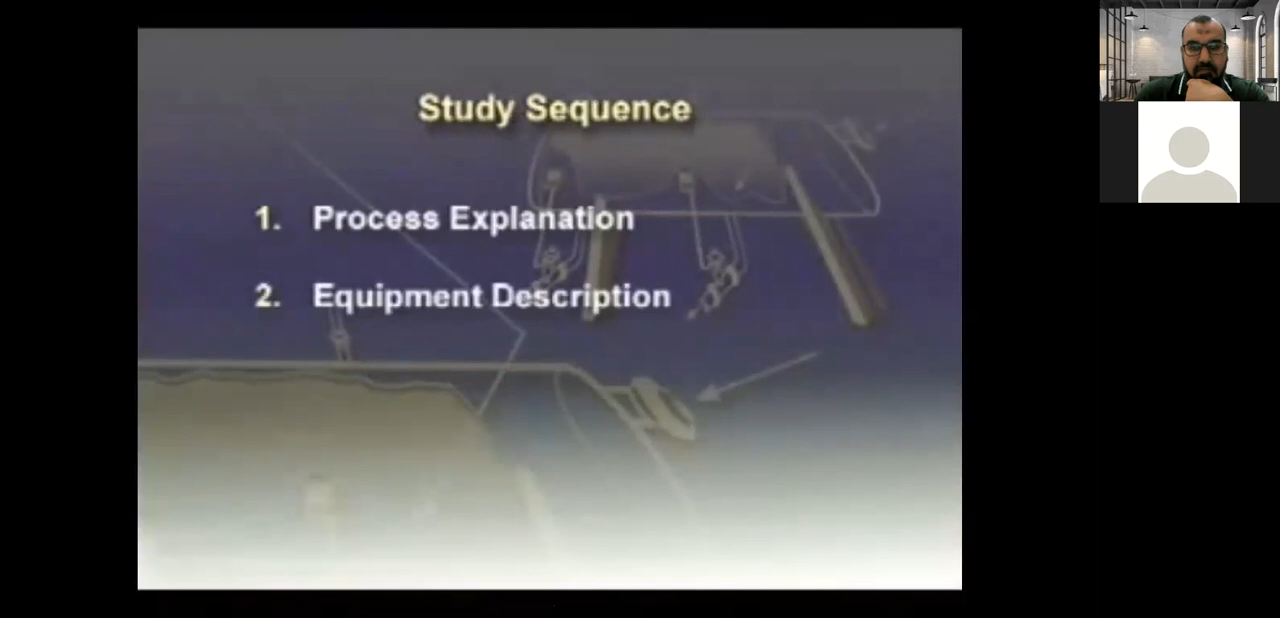 Study Sequence
1. Process Explanation
2. Equipment Description